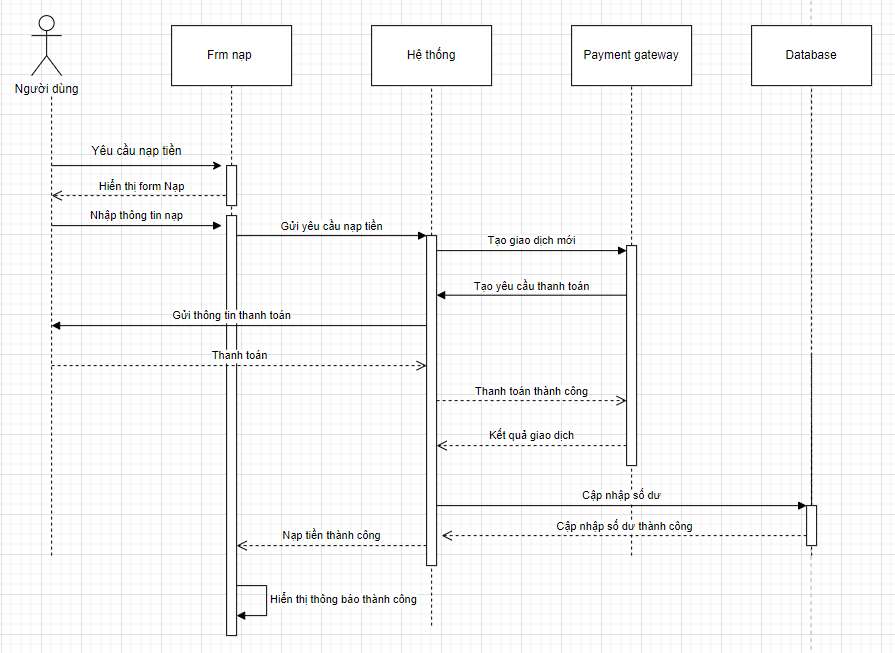 Frm nạp
Hệ thống
Payment gateway
Database
Người dùng
Yêu cầu nạp tiền
Hiển thị form Nạp
Nhập thông tin nạp
Gửi yêu cầu nạp tiền
Tạo giao dịch mới
Tạo yêu cầu thanh toán
Gửi thông tin thanh toán
Thanh toán
Thanh toán thành công
Kết quả giao dịch
Cập nhập số dư
Cập nhập số dư thành công
Nạp tiền thành công
Hiển thị thông báo thành công